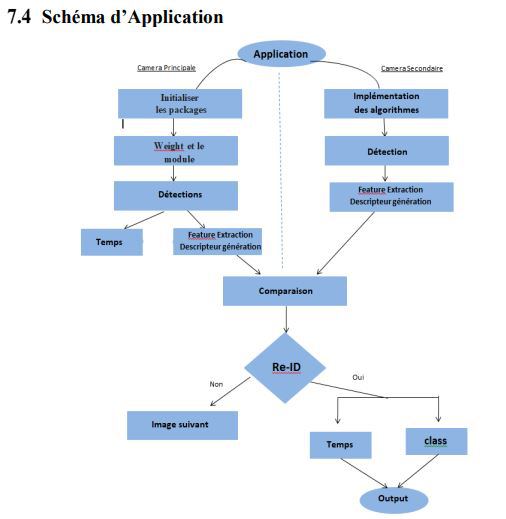 7.4 Schéma d’Application
Application
Camera Principale
Camera Secondaire
Initialiser
les packages
Implémentation
des algorithmes
Weight et le
module
Détection
Détections
Feature Extraction
Descripteur génération
Temps
Feature Extraction
Descripteur génération
Comparaison
Re-ID
Non
Oui
Image suivant
Temps
class
Output